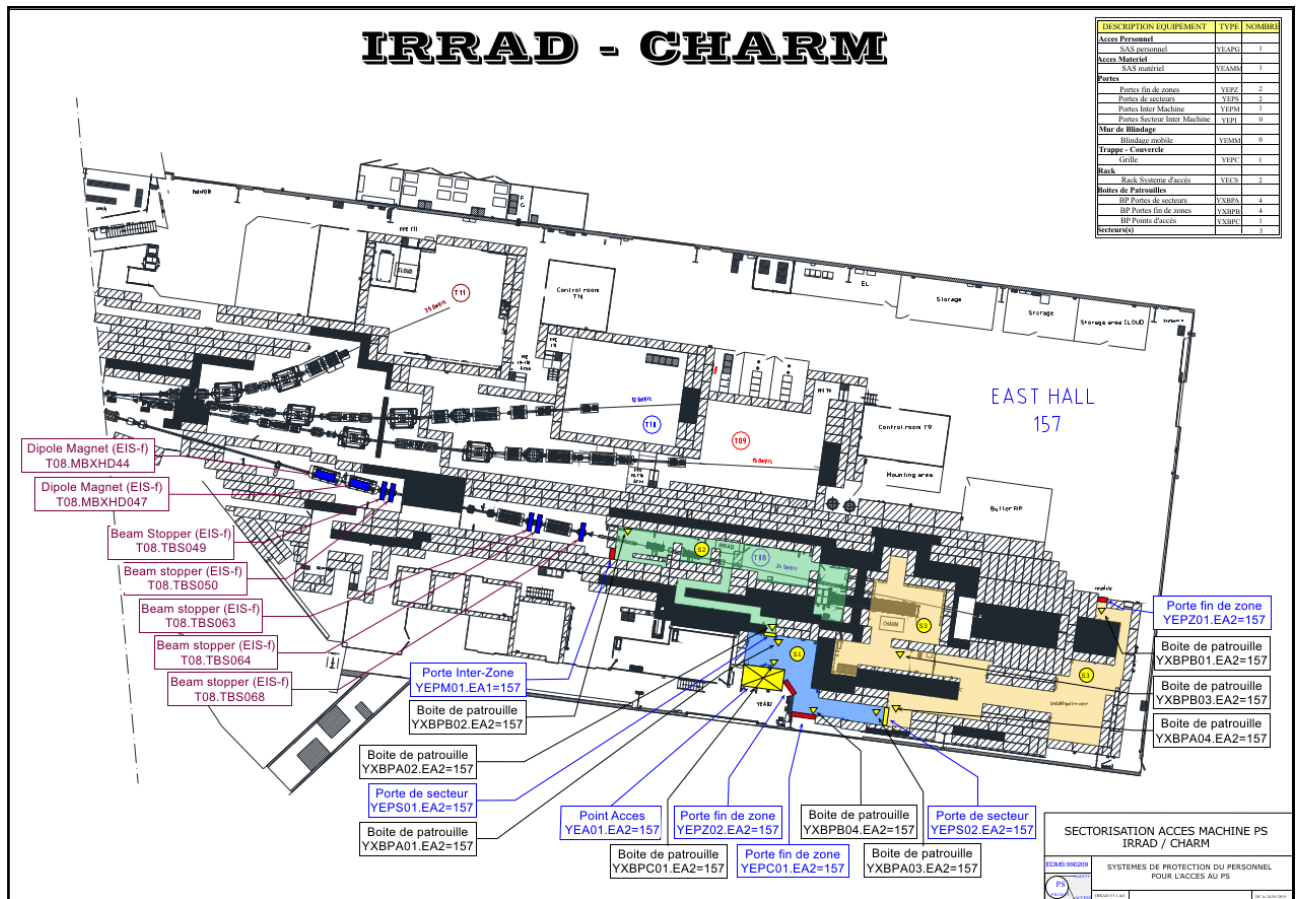 IRRAD - CHARM
DESCRIPTION EQUIPEMENT TYPE NOMBRE
Acces Personnel
SAS personnel YEAPG 1
Acces Materiel
SAS matériel YEAMM 1
Portes
Portes fin de zones YEPZ 2
Portes de secteurs YEPS 2
Portes Inter Machine YEPM 1
Portes Secteur Inter Machine YEPI 0
Mur de Blindage
Blindage mobile YEMM 0
Trappe - Couvercle
Grille YEPC 1
Rack
Rack Systeme d'accès YECS 2
Boites de Patrouilles
BP Portes de secteurs YXBPA 4
BP Portes fin de zones YXBPB 4
BP Points d'accès YXBPC 1
Secteurs(s) 3
CLOUD
T11
Control room
T10
EL
Storage
Storage
Storage area CLOUD
EAST HALL
157
T10
T09
Control room T9
Mounting area
Buffer RP
Dipole Magnet (EIS-f)
T08.MBXHD44
Dipole Magnet (EIS-f)
T08.MBXHD047
Beam Stopper (EIS-f)
T08.TBS049
Beam stopper (EIS-f)
T08.TBS050
Beam stopper (EIS-f)
T08.TBS063
Beam stopper (EIS-f)
T08.TBS064
Beam stopper (EIS-f)
T08.TBS068
IRRAD
S2
T08
24 GeV/c
CHARM
S3
S1
S3
Porte Inter-Zone
YEPM01.EA1=157
Boite de patrouille
YXBPB02.EA2=157
Boite de patrouille
YXBPA02.EA2=157
Porte de secteur
YEPS01.EA2=157
Boite de patrouille
YXBPA01.EA2=157
Point Acces
YEA01.EA2=157
Boite de patrouille
YXBPC01.EA2=157
Porte fin de zone
YEPZ02.EA2=157
Porte fin de zone
YEPC01.EA2=157
Boite de patrouille
YXBPB04.EA2=157
Boite de patrouille
YXBPA03.EA2=157
Porte de secteur
YEPS02.EA2=157
Porte fin de zone
YEPZ01.EA2=157
Boite de patrouille
YXBPB01.EA2=157
Boite de patrouille
YXBPB03.EA2=157
Boite de patrouille
YXBPA04.EA2=157
SECTORISATION ACCES MACHINE PS
IRRAD / CHARM
EDMS 990209
SYSTEMES DE PROTECTION DU PERSONNEL
POUR L'ACCES AU PS
PS